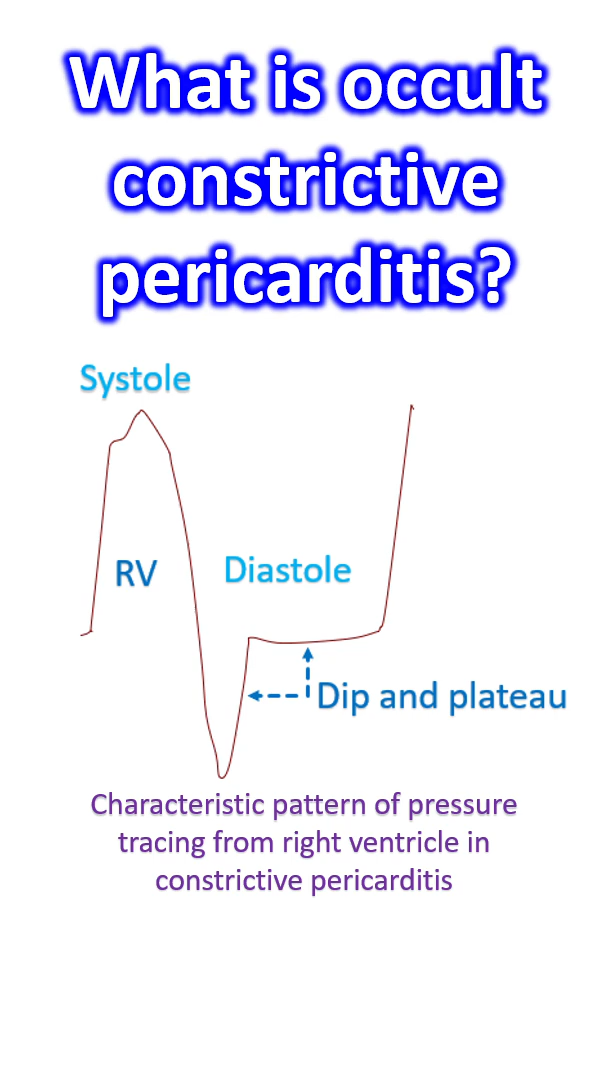 What is occult
constrictive
pericarditis?
Systole
RV
Diastole
Dip and plateau
Characteristic pattern of pressure
tracing from right ventricle in
constrictive pericarditis